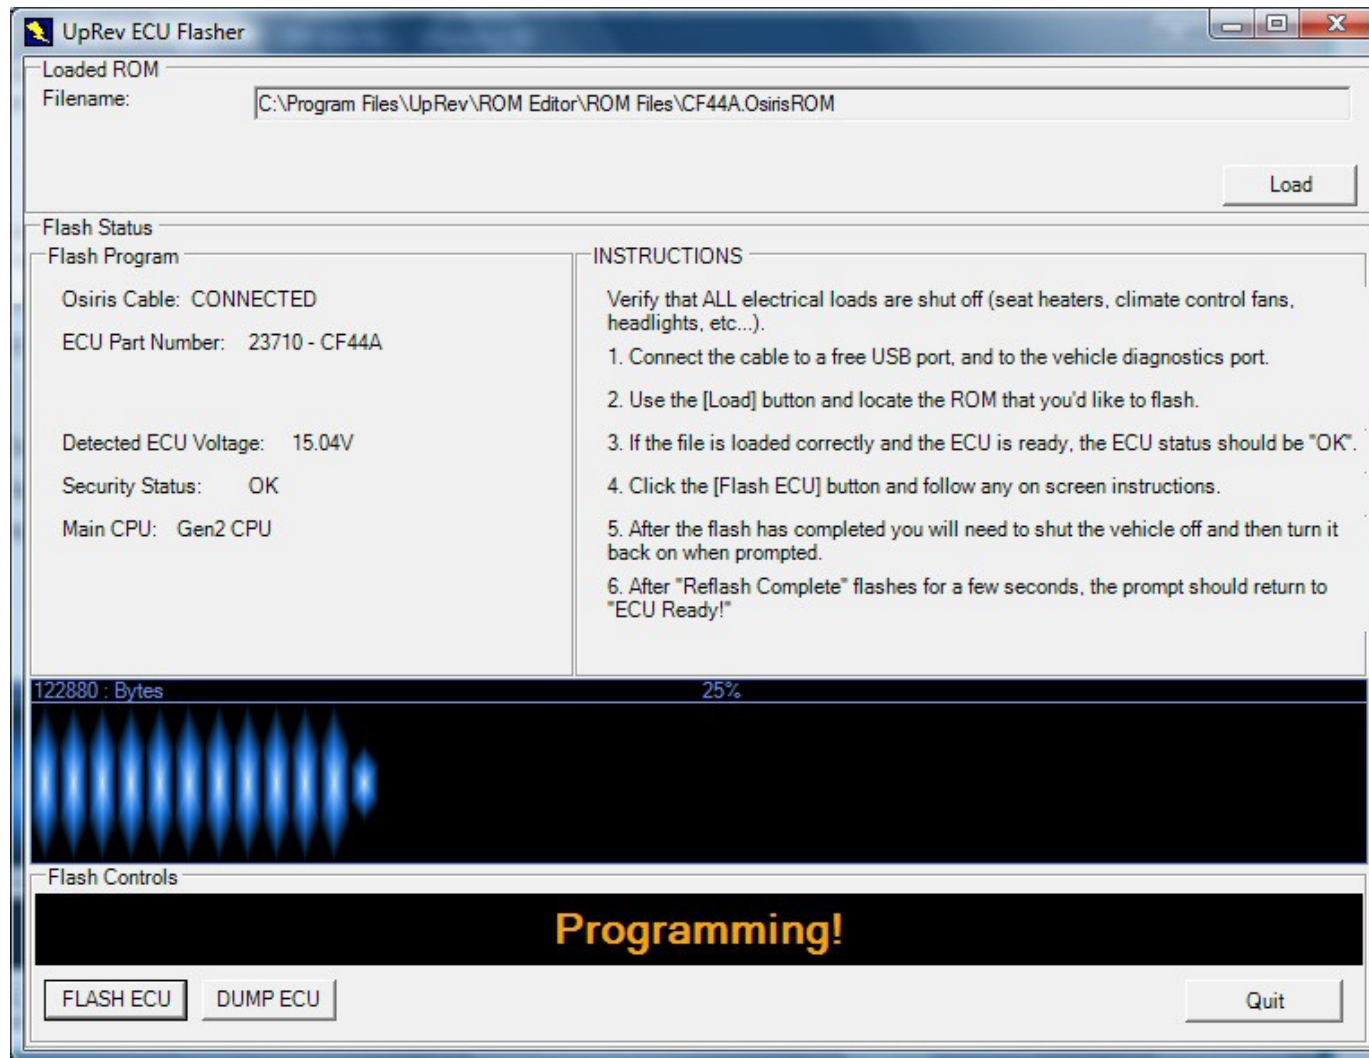 UpRev ECU Flasher
Loaded ROM
Filename: C:\Program Files\UpRev\ROM Editor\ROM Files\CF44A.OsirisROM
Load
Flash Status
Flash Program
Osiris Cable: CONNECTED
ECU Part Number: 23710 - CF44A
Detected ECU Voltage: 15.04V
Security Status: OK
Main CPU: Gen2 CPU
INSTRUCTIONS
Verify that ALL electrical loads are shut off (seat heaters, climate control fans,
headlights, etc...).
1. Connect the cable to a free USB port, and to the vehicle diagnostics port.
2. Use the [Load] button and locate the ROM that you'd like to flash.
3. If the file is loaded correctly and the ECU is ready, the ECU status should be "OK".
4. Click the [Flash ECU] button and follow any on screen instructions.
5. After the flash has completed you will need to shut the vehicle off and then turn it
back on when prompted.
6. After "Reflash Complete" flashes for a few seconds, the prompt should return to
"ECU Ready!"
122880 : Bytes 25%
Flash Controls
Programming!
FLASH ECU DUMP ECU Quit